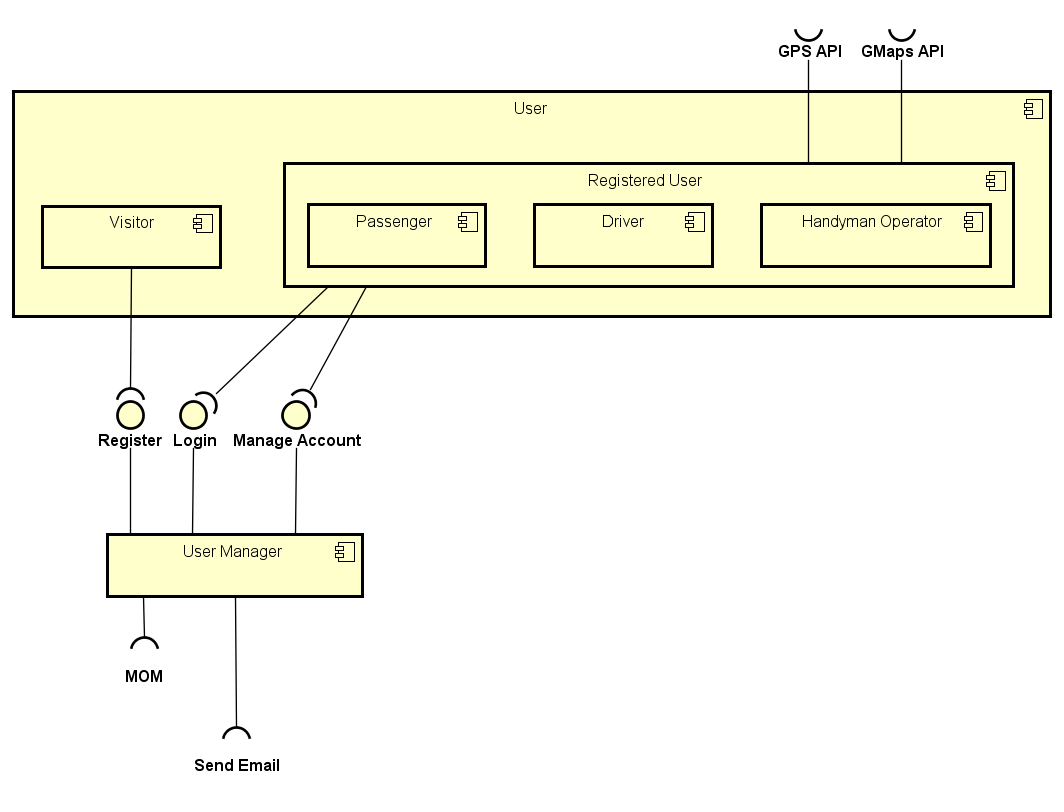 GPS API
GMaps API
User
Registered User
Visitor
Passenger
Driver
Handyman Operator
Register
Login
Manage Account
User Manager
MOM
Send Email